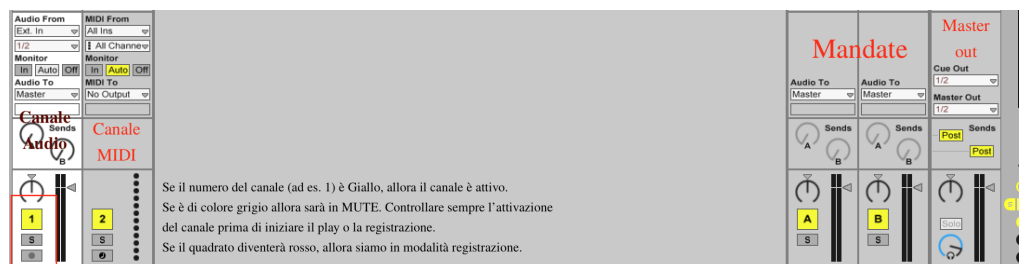 Audio From
Ext. In
1/2
Monitor
In Auto Off
Audio To
Master
Canale
Audio
Sends
A
B
1
S
MIDI From
All Ins
All Channe
Monitor
In Auto Off
MIDI To
No Output
Canale
MIDI
2
S
Se il numero del canale (ad es. 1) è Giallo, allora il canale è attivo.
Se è di colore grigio allora sarà in MUTE. Controllare sempre l'attivazione
del canale prima di iniziare il play o la registrazione.
Se il quadrato diventerà rosso, allora siamo in modalità registrazione.
Mandate
Audio To
Master
Sends
A
B
A
S
Audio To
Master
Sends
A
B
B
S
Master
out
Cue Out
1/2
Master Out
1/2
Sends
Post
Post
Solo
S